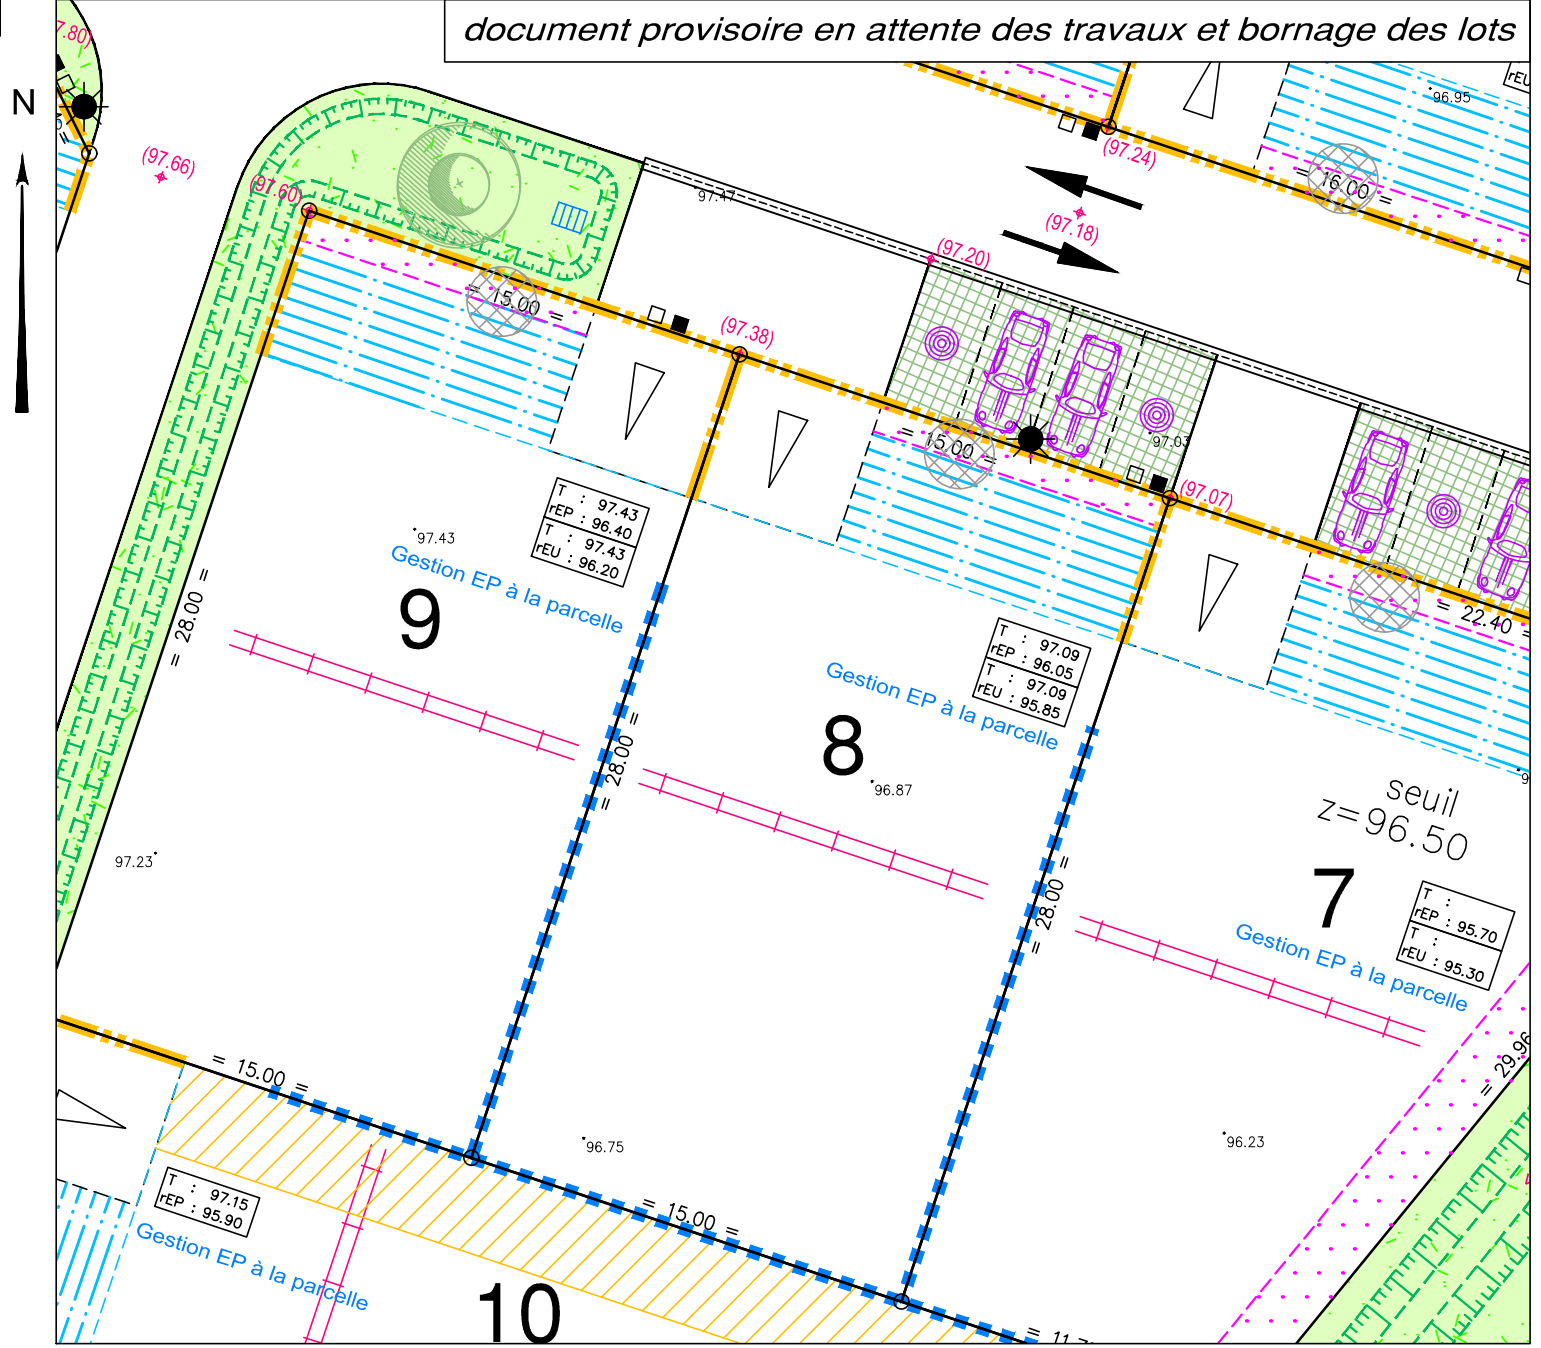 document provisoire en attente des travaux et bornage des lots
7.80)
N
96.95
rEU
(97.66)
(97.60)
97.47
(97.24)
= 16.00 =
(97.18)
(97.20)
= 15.00 =
(97.38)
= 15.00 =
97.03
(97.07)
= 22.40 =
T : 97.43
rEP : 96.40
T : 97.43
rEU : 96.20
97.43
Gestion EP à la parcelle
9
= 28.00 =
T : 97.09
rEP : 96.05
T : 97.09
rEU : 95.85
Gestion EP à la parcelle
8
96.87
= 28.00 =
seuil
z=96.50
7
T :
rEP : 95.70
T :
rEU : 95.30
Gestion EP à la parcelle
97.23
= 28.00 =
= 29.96
= 15.00 =
96.75
96.23
= 15.00 =
T : 97.15
rEP : 95.90
Gestion EP à la parcelle
10